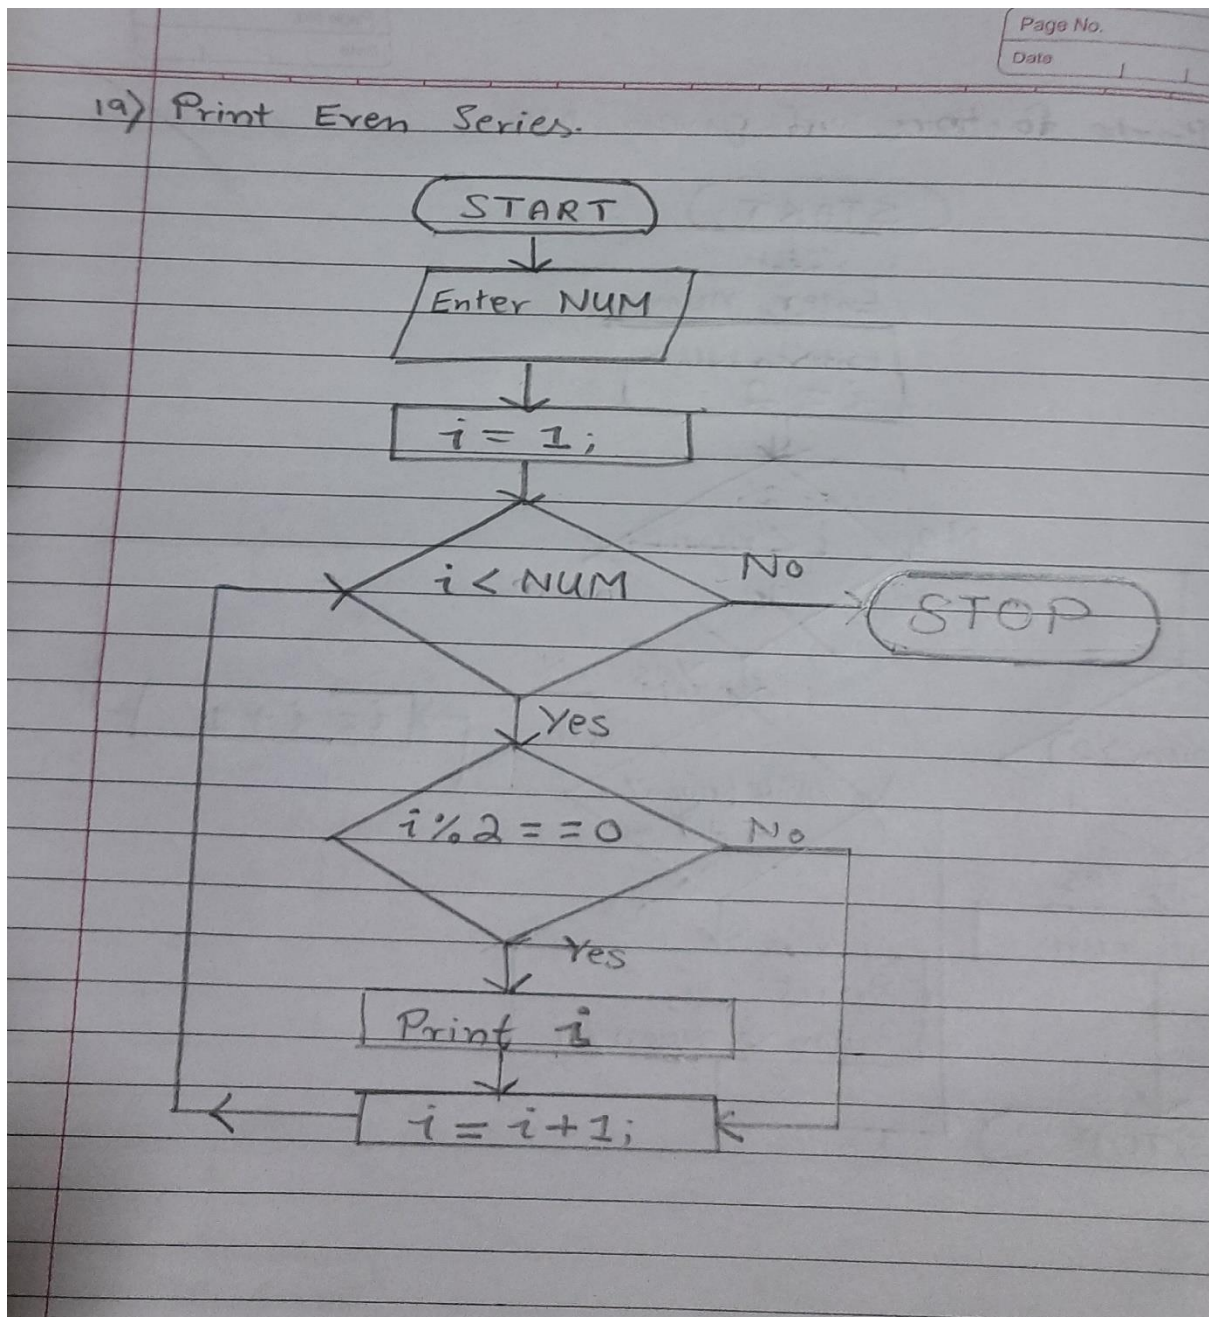 Page No.
Date
19) Print Even Series.
START
Enter NUM
i = 1;
i < NUM
No
STOP
Yes
i % 2 = = 0
No
Yes
Print i
i = i + 1;